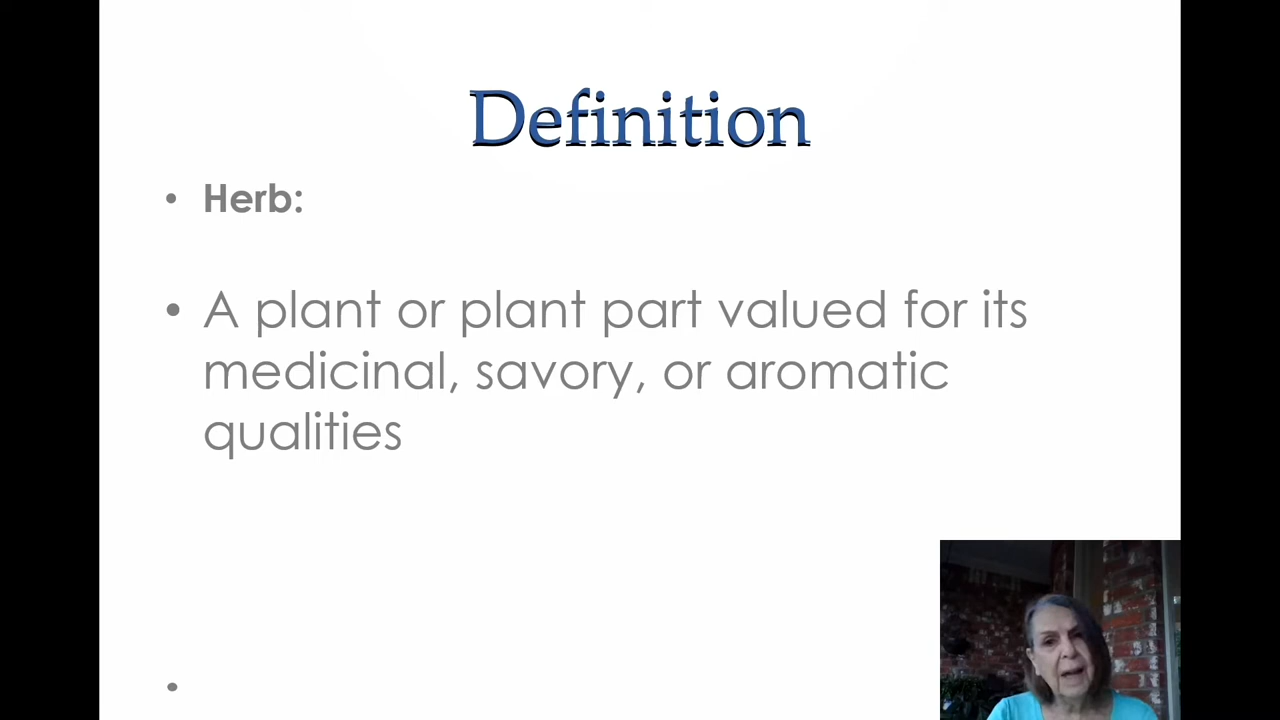 Definition
• Herb:
• A plant or plant part valued for its
medicinal, savory, or aromatic
qualities
•